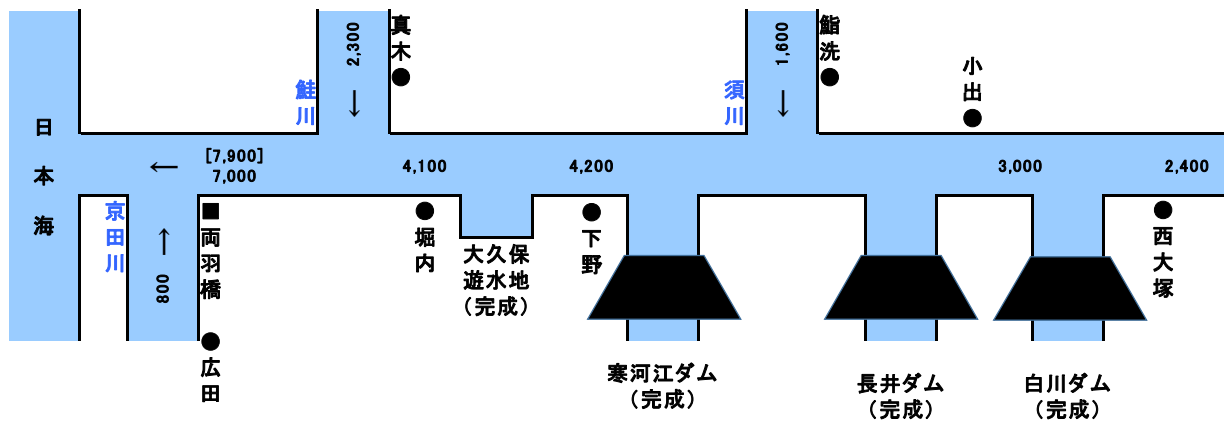 日本海
鮭川
2,300
↓
真木
須川
1,600
↓
鮨洗
小出
←
[7,900]
7,000
4,100
4,200
3,000
2,400
京田川
↑
800
両羽橋
広田
堀内
大久保
遊水地
(完成)
下野
西大塚
寒河江ダム
(完成)
長井ダム
(完成)
白川ダム
(完成)